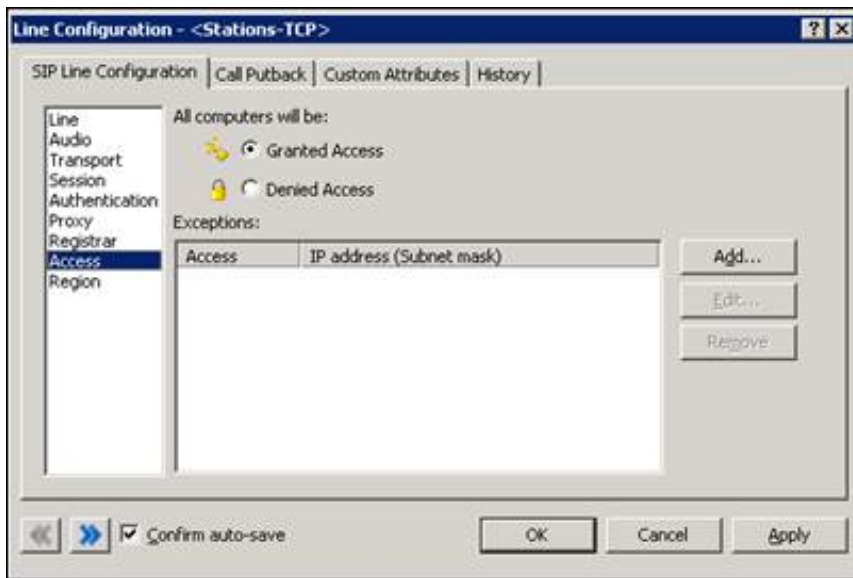 Line Configuration - <Stations-TCP>
SIP Line Configuration
Call Putback
Custom Attributes
History
Line
Audio
Transport
Session
Authentication
Proxy
Registrar
Access
Region
All computers will be:
Granted Access
Denied Access
Exceptions:
Access
IP address (Subnet mask)
Add...
Edit...
Remove
Confirm auto-save
OK
Cancel
Apply